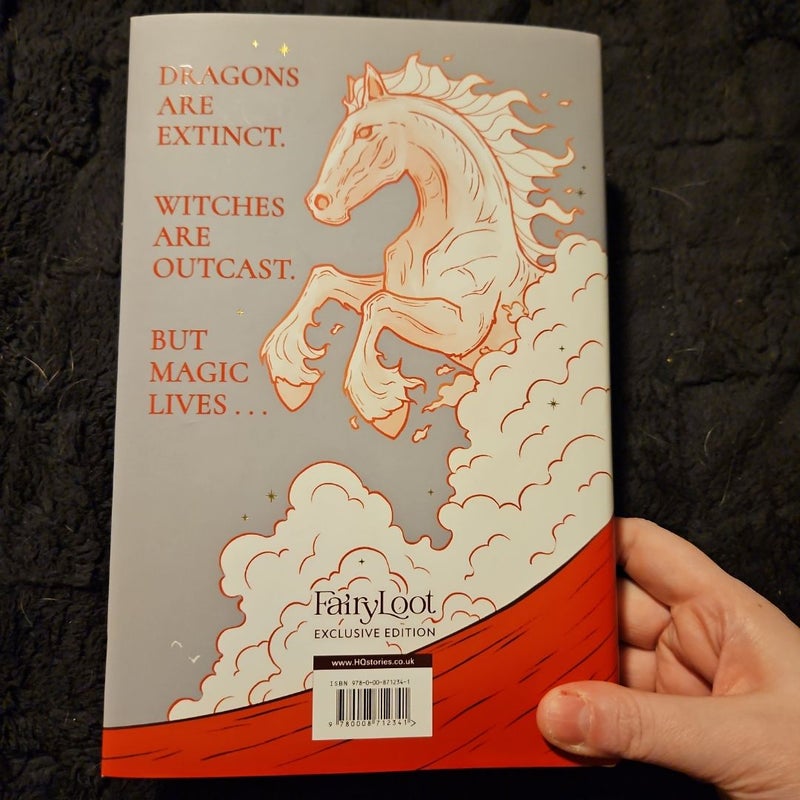 DRAGONS
ARE
EXTINCT.
WITCHES
ARE
OUTCAST.
BUT
MAGIC
LIVES . . .
FairyLoot
EXCLUSIVE EDITION
www.HQstories.co.uk
ISBN 978-0-00-871234-1
9 780008 712341 >